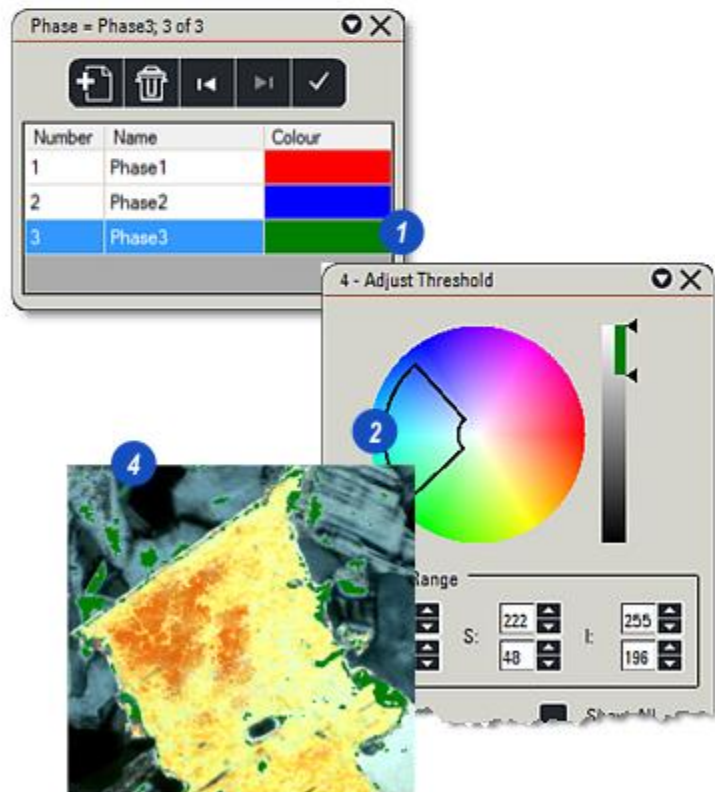 Phase = Phase3; 3 of 3
Number Name Colour
1 Phase1
2 Phase2
3 Phase3
1
4 - Adjust Threshold
2
4
Range
S: 222 I: 255
48 196